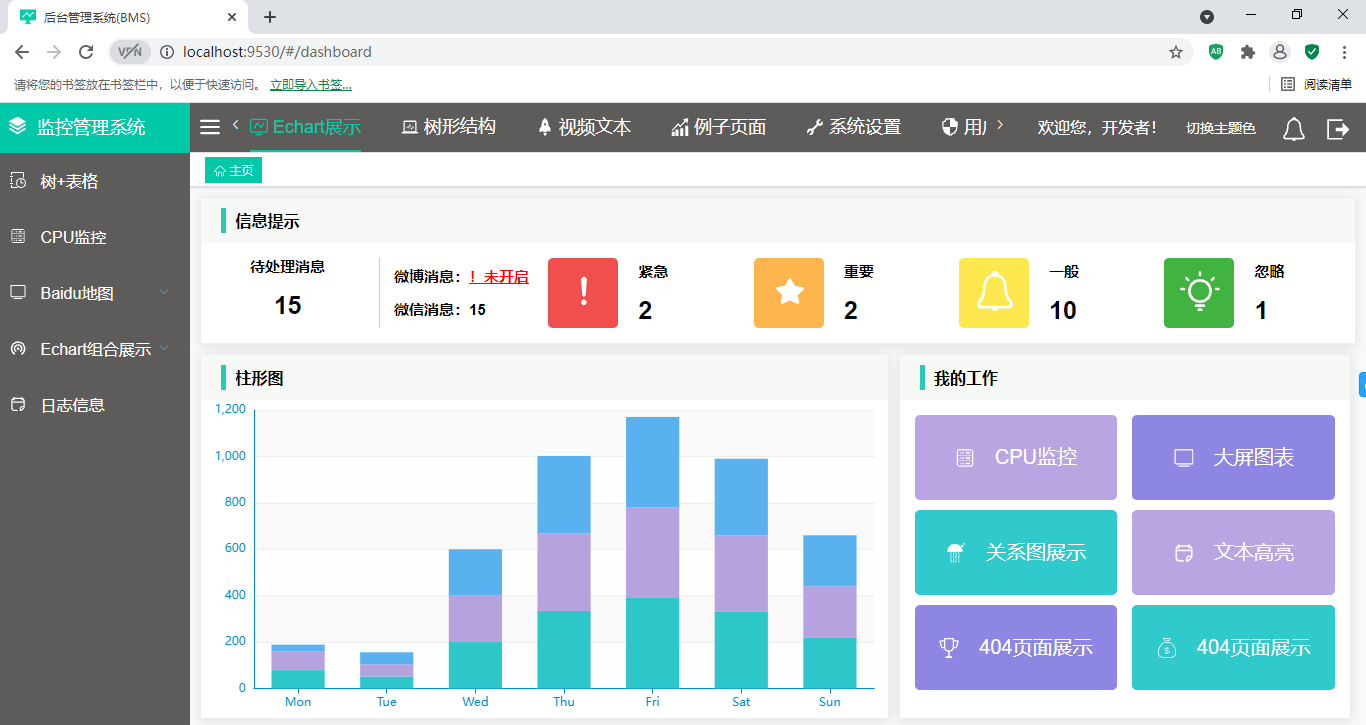 后台管理系统(BMS)
VPN
localhost:9530/#/dashboard
AB
请将您的书签放在书签栏中，以便于快速访问。 立即导入书签...
阅读清单
监控管理系统
Echart展示
树形结构
视频文本
例子页面
系统设置
用户
欢迎您，开发者！
切换主题色
树+表格
CPU监控
Baidu地图
Echart组合展示
日志信息
主页
信息提示
待处理消息
15
微博消息：！未开启
微信消息：15
紧急
2
重要
2
一般
10
忽略
1
柱形图
1,200
1,000
800
600
400
200
0
Mon Tue Wed Thu Fri Sat Sun
我的工作
CPU监控
大屏图表
关系图展示
文本高亮
404页面展示
404页面展示